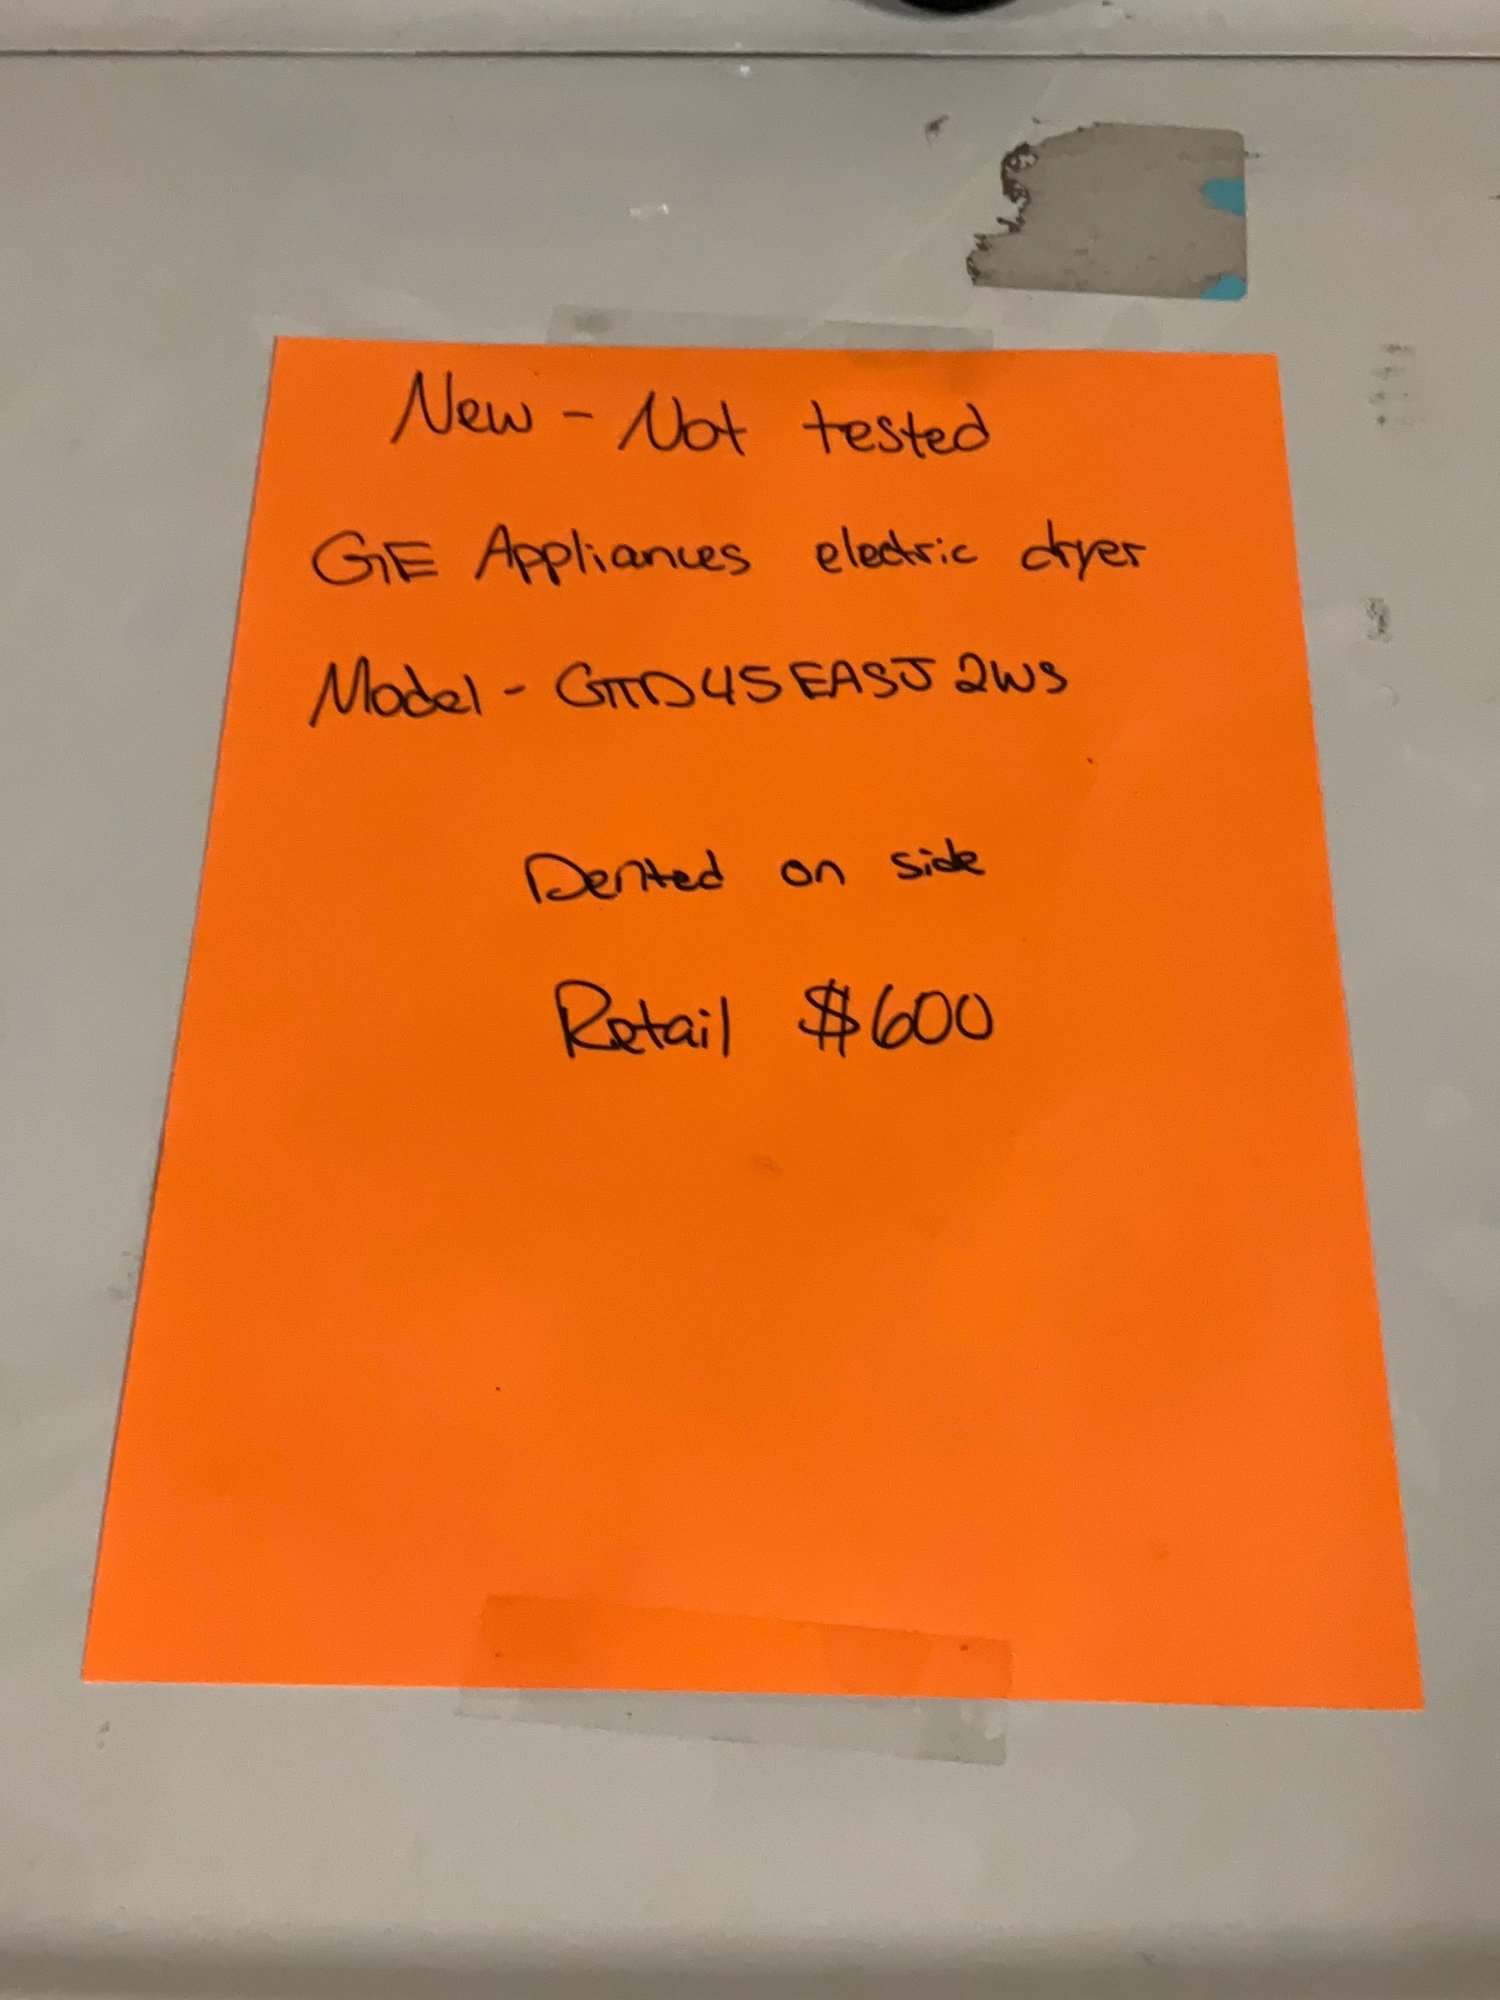 New - Not tested
GE Appliances electric dryer
Model - GTD45EASJ2WS
Dented on side
Retail $600